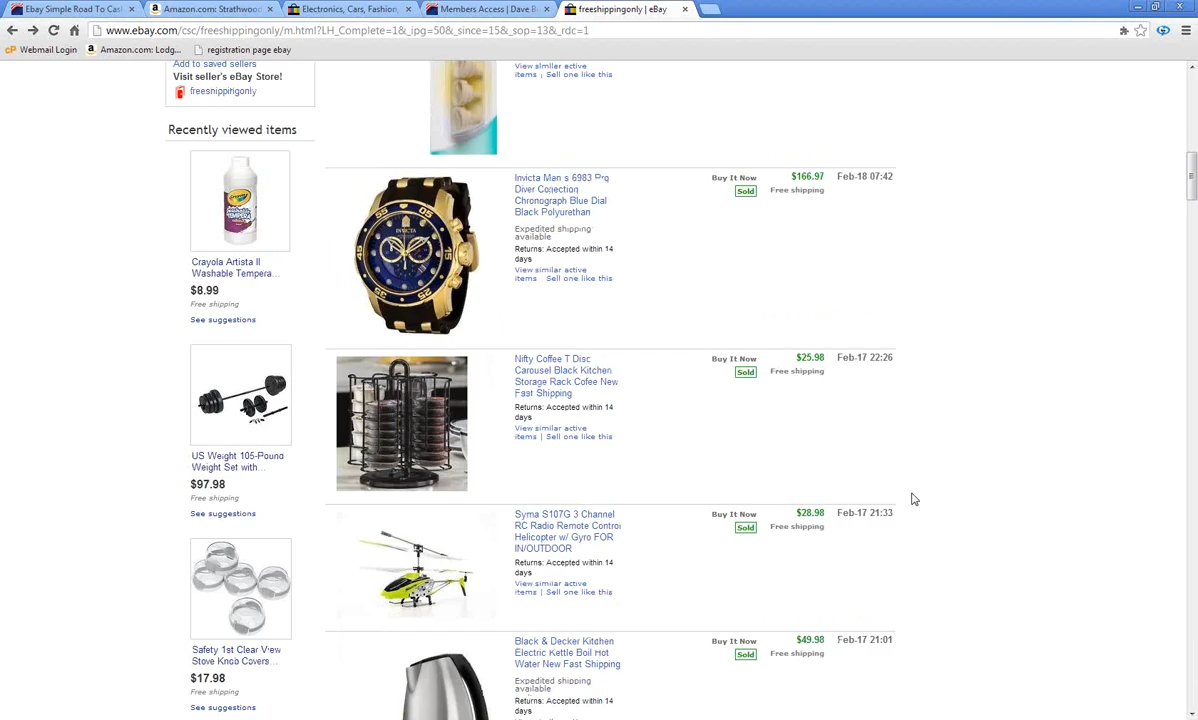 Ebay Simple Road To Cas
Amazon.com: Strathwood
Electronics, Cars, Fashion,
Members Access | Dave B
freeshippingonly | eBay
www.ebay.com/csc/freeshippingonly/m.html?LH_Complete=1&_ipg=50&_since=15&_sop=13&_rdc=1
Webmail Login
Amazon.com: Lodg...
registration page ebay
Add to saved sellers
Visit seller's eBay Store!
freeshippingonly
Recently viewed items
Crayola Artista II
Washable Tempera...
$8.99
Free shipping
See suggestions
US Weight 105-Pound
Weight Set with...
$97.98
Free shipping
See suggestions
Safety 1st Clear View
Stove Knob Covers...
$17.98
Free shipping
See suggestions
View similar active
items | Sell one like this
Invicta Men s 6983 Pro
Diver Collection
Chronograph Blue Dial
Black Polyurethan
Expedited shipping
available
Returns: Accepted within 14
days
View similar active
items | Sell one like this
Buy It Now
Sold
$166.97
Free shipping
Feb-18 07:42
Nifty Coffee T Disc
Carousel Black Kitchen
Storage Rack Cofee New
Fast Shipping
Returns: Accepted within 14
days
View similar active
items | Sell one like this
Buy It Now
Sold
$25.98
Free shipping
Feb-17 22:26
Syma S107G 3 Channel
RC Radio Remote Control
Helicopter w/ Gyro FOR
IN/OUTDOOR
Returns: Accepted within 14
days
View similar active
items | Sell one like this
Buy It Now
Sold
$28.98
Free shipping
Feb-17 21:33
Black & Decker Kitchen
Electric Kettle Boil Hot
Water New Fast Shipping
Expedited shipping
available
Returns: Accepted within 14
days
Buy It Now
Sold
$49.98
Free shipping
Feb-17 21:01